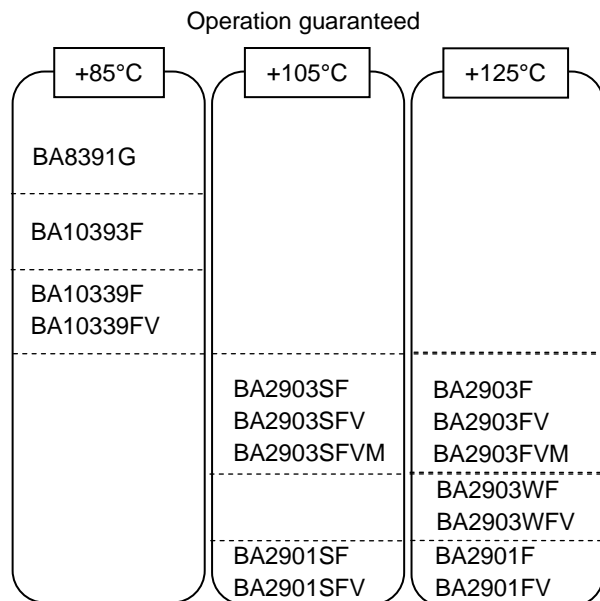 Operation guaranteed
+85°C
+105°C
+125°C
BA8391G
BA10393F
BA10339F
BA10339FV
BA2903SF
BA2903SFV
BA2903SFVM
BA2901SF
BA2901SFV
BA2903F
BA2903FV
BA2903FVM
BA2903WF
BA2903WFV
BA2901F
BA2901FV